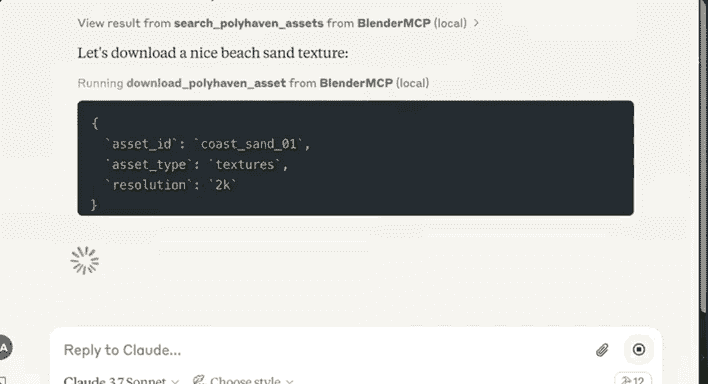 View result from search_polyhaven_assets from BlenderMCP (local) >
Let's download a nice beach sand texture:
Running download_polyhaven_asset from BlenderMCP (local)
{
`asset_id`: `coast_sand_01`,
`asset_type`: `textures`,
`resolution`: `2k`
}
A
Reply to Claude...
Claude 3.7 Sonnet Choose style 12